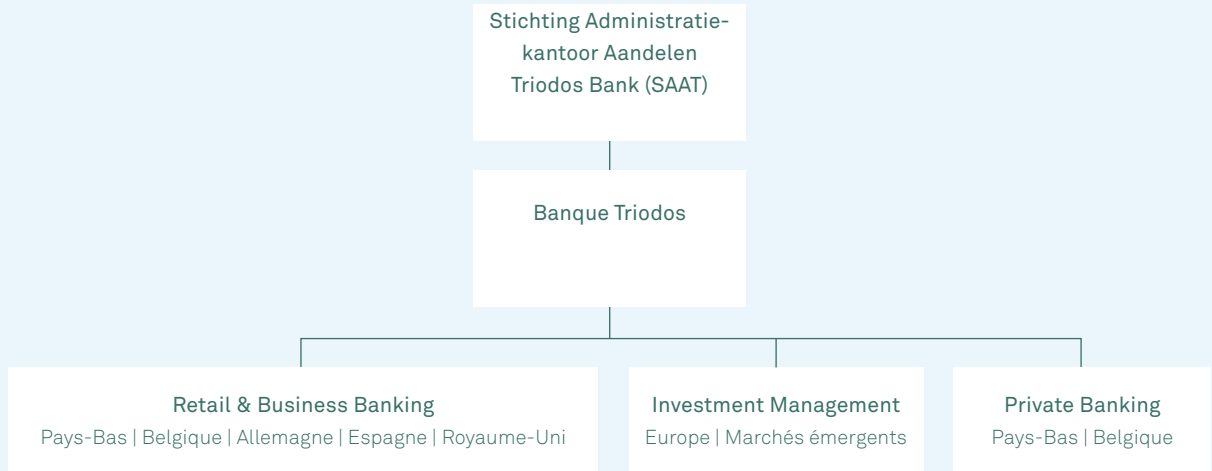 Stichting Administratie-
kantoor Aandelen
Triodos Bank (SAAT)
Banque Triodos
Retail & Business Banking
Pays-Bas | Belgique | Allemagne | Espagne | Royaume-Uni
Investment Management
Europe | Marchés émergents
Private Banking
Pays-Bas | Belgique